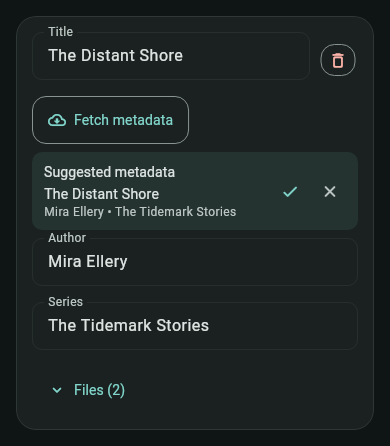 Title
The Distant Shore
Fetch metadata
Suggested metadata
The Distant Shore
Mira Ellery • The Tidemark Stories
Author
Mira Ellery
Series
The Tidemark Stories
Files (2)